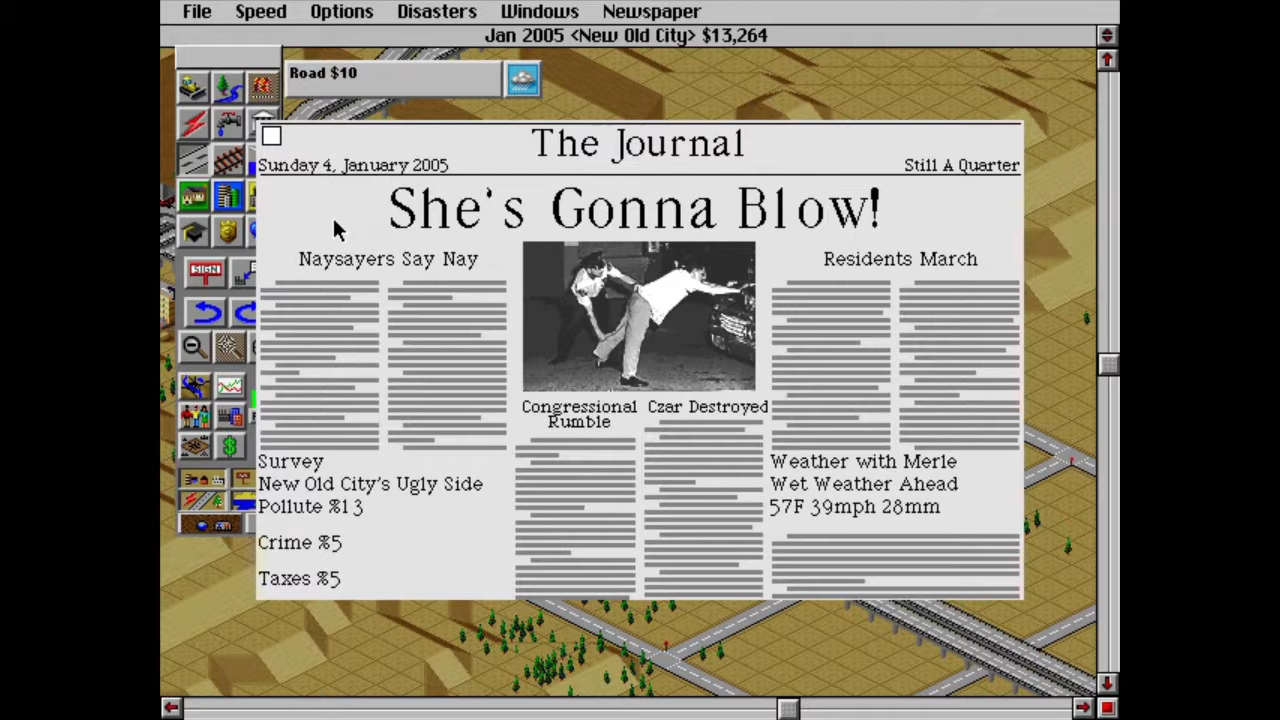 File Speed Options Disasters Windows Newspaper
Jan 2005 <New Old City> $13,264
Road $10
The Journal
Sunday 4, January 2005
Still A Quarter
She's Gonna Blow!
Naysayers Say Nay
Residents March
Congressional
Rumble
Czar Destroyed
Survey
New Old City's Ugly Side
Pollute %13
Crime %5
Taxes %5
Weather with Merle
Wet Weather Ahead
57F 39mph 28mm
SIGN